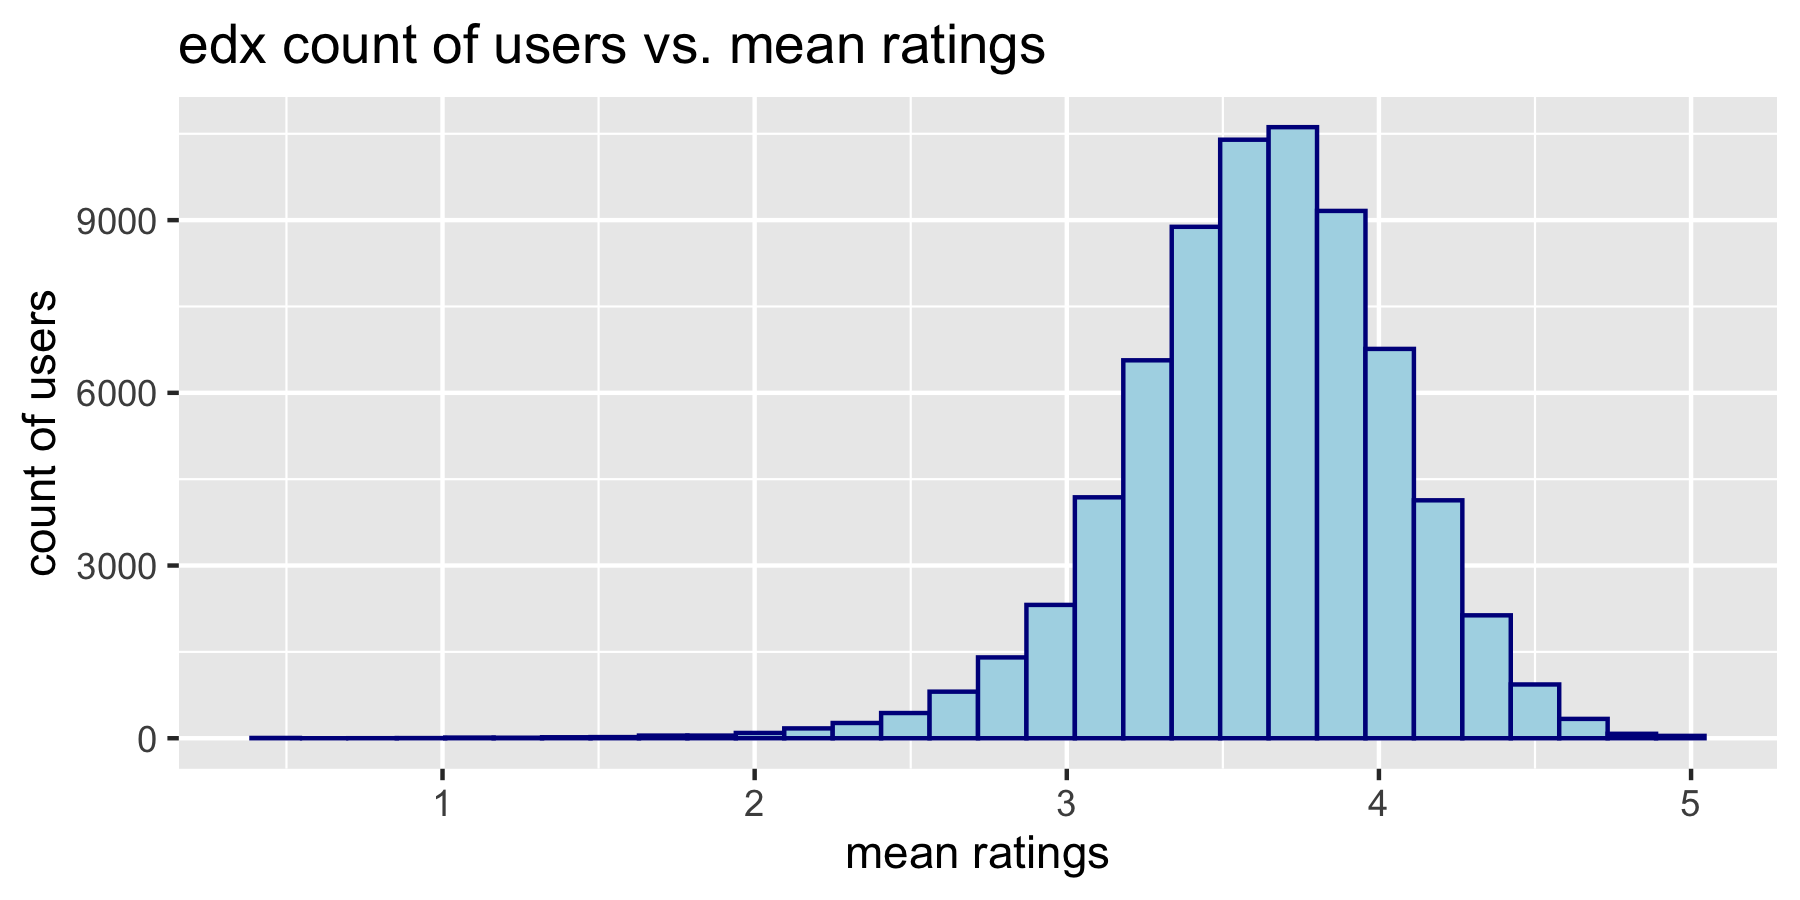 edx count of users vs. mean ratings
count of users
9000
6000
3000
0
1 2 3 4 5
mean ratings